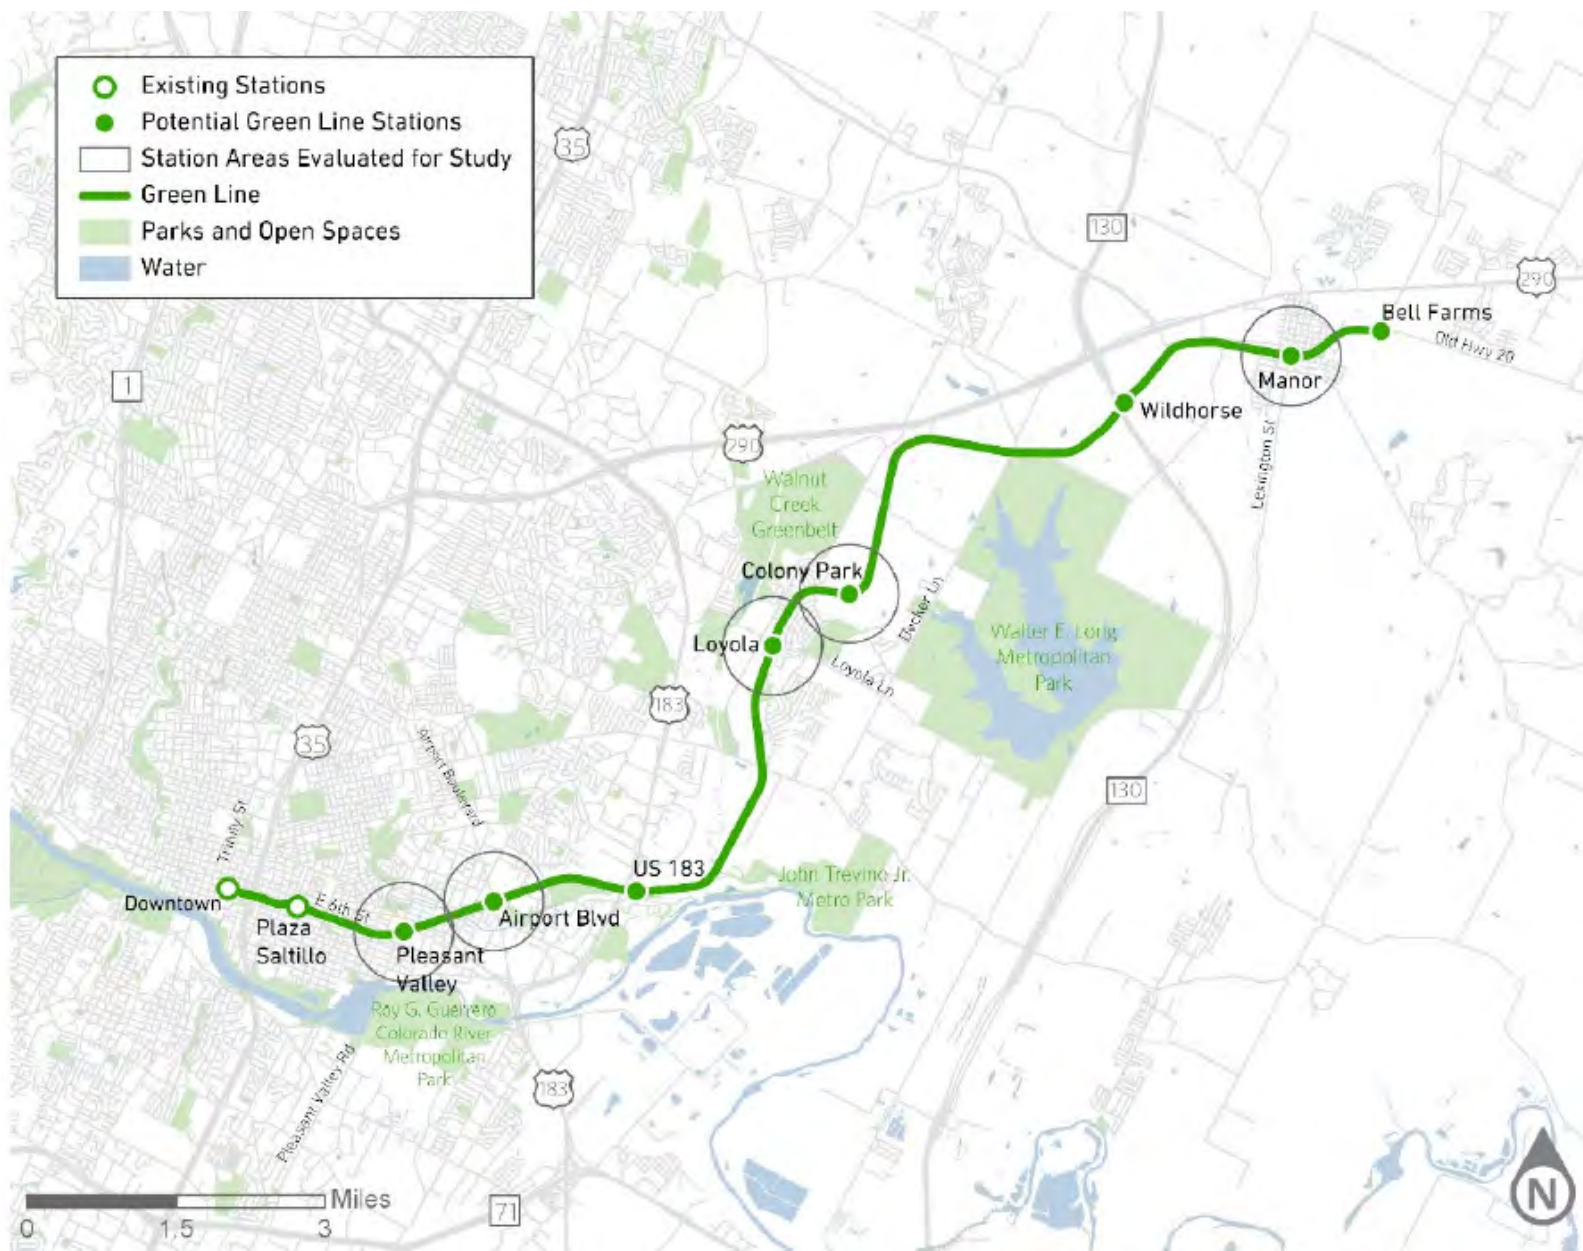 Existing Stations
Potential Green Line Stations
Station Areas Evaluated for Study
Green Line
Parks and Open Spaces
Water
35
130
290
Bell Farms
Old Hwy 20
Manor
1
Wildhorse
290
Lexington St
Walnut
Creek
Greenbelt
Colony Park
Decker Ln
Loyola
Walter E. Long
Metropolitan
Park
Loyola Ln
183
35
Airport Boulevard
130
Trinity St
US 183
John Trevino Jr.
Metro Park
Downtown
E 6th St
Airport Blvd
Plaza
Saltillo
Pleasant
Valley
Roy G. Guerrero
Colorado River
Metropolitan
Park
Pleasant Valley Rd
183
71
Miles
0 1.5 3
N